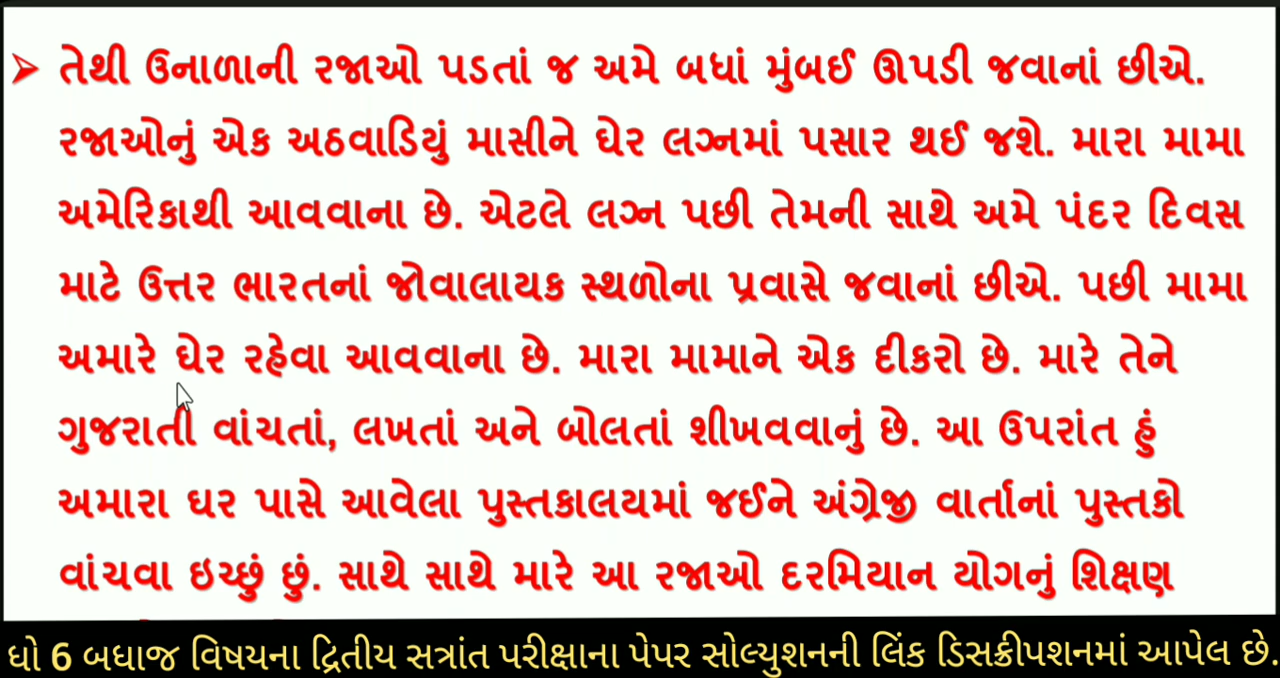 ➤ તેથી ઉનાળાની રજાઓ પડતાં જ અમે બધાં મુંબઈ ઊપડી જવાનાં છીએ.
રજાઓનું એક અઠવાડિયું માસીને ઘેર લગ્નમાં પસાર થઈ જશે. મારા મામા
અમેરિકાથી આવવાના છે. એટલે લગ્ન પછી તેમની સાથે અમે પંદર દિવસ
માટે ઉત્તર ભારતનાં જોવાલાયક સ્થળોના પ્રવાસે જવાનાં છીએ. પછી મામા
અમારે ઘેર રહેવા આવવાના છે. મારા મામાને એક દીકરો છે. મારે તેને
ગુજરાતી વાંચતાં, લખતાં અને બોલતાં શીખવવાનું છે. આ ઉપરાંત હું
અમારા ઘર પાસે આવેલા પુસ્તકાલયમાં જઈને અંગ્રેજી વાર્તાનાં પુસ્તકો
વાંચવા ઇચ્છું છું. સાથે સાથે મારે આ રજાઓ દરમિયાન યોગનું શિક્ષણ
ધો 6 બધાજ વિષયના દ્વિતીય સત્રાંત પરીક્ષાના પેપર સોલ્યુશનની લિંક ડિસક્રીપશનમાં આપેલ છે.